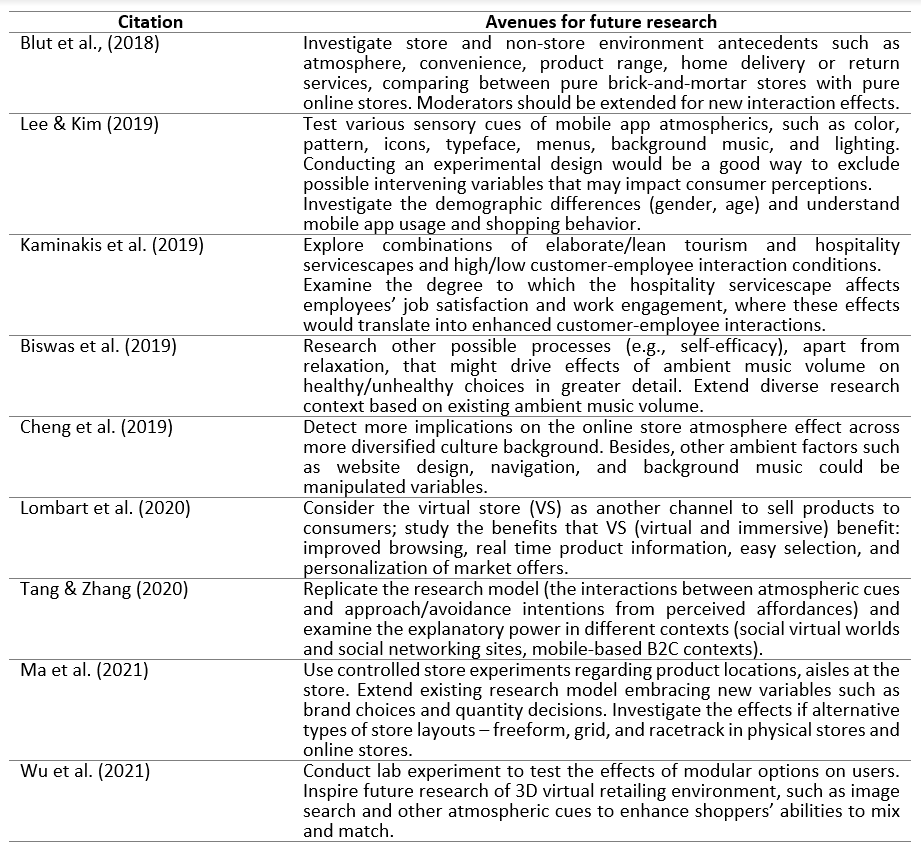 Citation Avenues for future research
Blut et al., (2018) Investigate store and non-store environment antecedents such as
atmosphere, convenience, product range, home delivery or return
services, comparing between pure brick-and-mortar stores with pure
online stores. Moderators should be extended for new interaction effects.
Lee & Kim (2019) Test various sensory cues of mobile app atmospherics, such as color,
pattern, icons, typeface, menus, background music, and lighting.
Conducting an experimental design would be a good way to exclude
possible intervening variables that may impact consumer perceptions.
Investigate the demographic differences (gender, age) and understand
mobile app usage and shopping behavior.
Kaminakis et al. (2019) Explore combinations of elaborate/lean tourism and hospitality
servicescapes and high/low customer-employee interaction conditions.
Examine the degree to which the hospitality servicescape affects
employees’ job satisfaction and work engagement, where these effects
would translate into enhanced customer-employee interactions.
Biswas et al. (2019) Research other possible processes (e.g., self-efficacy), apart from
relaxation, that might drive effects of ambient music volume on
healthy/unhealthy choices in greater detail. Extend diverse research
context based on existing ambient music volume.
Cheng et al. (2019) Detect more implications on the online store atmosphere effect across
more diversified culture background. Besides, other ambient factors such
as website design, navigation, and background music could be
manipulated variables.
Lombart et al. (2020) Consider the virtual store (VS) as another channel to sell products to
consumers; study the benefits that VS (virtual and immersive) benefit:
improved browsing, real time product information, easy selection, and
personalization of market offers.
Tang & Zhang (2020) Replicate the research model (the interactions between atmospheric cues
and approach/avoidance intentions from perceived affordances) and
examine the explanatory power in different contexts (social virtual worlds
and social networking sites, mobile-based B2C contexts).
Ma et al. (2021) Use controlled store experiments regarding product locations, aisles at the
store. Extend existing research model embracing new variables such as
brand choices and quantity decisions. Investigate the effects if alternative
types of store layouts – freeform, grid, and racetrack in physical stores and
online stores.
Wu et al. (2021) Conduct lab experiment to test the effects of modular options on users.
Inspire future research of 3D virtual retailing environment, such as image
search and other atmospheric cues to enhance shoppers’ abilities to mix
and match.